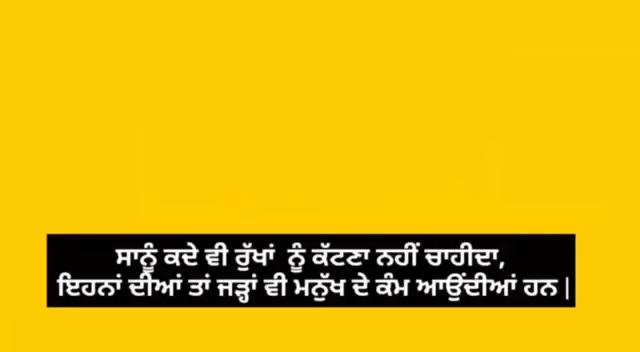 ਸਾਨੂੰ ਕਦੇ ਵੀ ਰੁੱਖਾਂ ਨੂੰ ਕੱਟਣਾ ਨਹੀਂ ਚਾਹੀਦਾ,
ਇਹਨਾਂ ਦੀਆਂ ਤਾਂ ਜੜ੍ਹਾਂ ਵੀ ਮਨੁੱਖ ਦੇ ਕੰਮ ਆਉਂਦੀਆਂ ਹਨ |